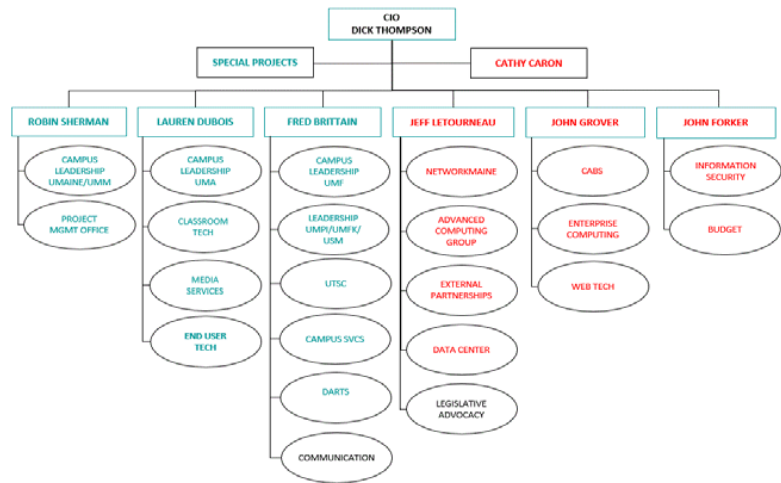 CIO
DICK THOMPSON
SPECIAL PROJECTS
CATHY CARON
ROBIN SHERMAN
LAUREN DUBOIS
FRED BRITTAIN
JEFF LETOURNEAU
JOHN GROVER
JOHN FORKER
CAMPUS
LEADERSHIP
UMAINE/UMM
PROJECT
MGMT OFFICE
CAMPUS
LEADERSHIP
UMA
CLASSROOM
TECH
MEDIA
SERVICES
END USER
TECH
CAMPUS
LEADERSHIP
UMF
LEADERSHIP
UMPI/UMFK/
USM
UTSC
CAMPUS SVCS
DARTS
COMMUNICATION
NETWORKMAINE
ADVANCED
COMPUTING
GROUP
EXTERNAL
PARTNERSHIPS
DATA CENTER
LEGISLATIVE
ADVOCACY
CABS
ENTERPRISE
COMPUTING
WEB TECH
INFORMATION
SECURITY
BUDGET